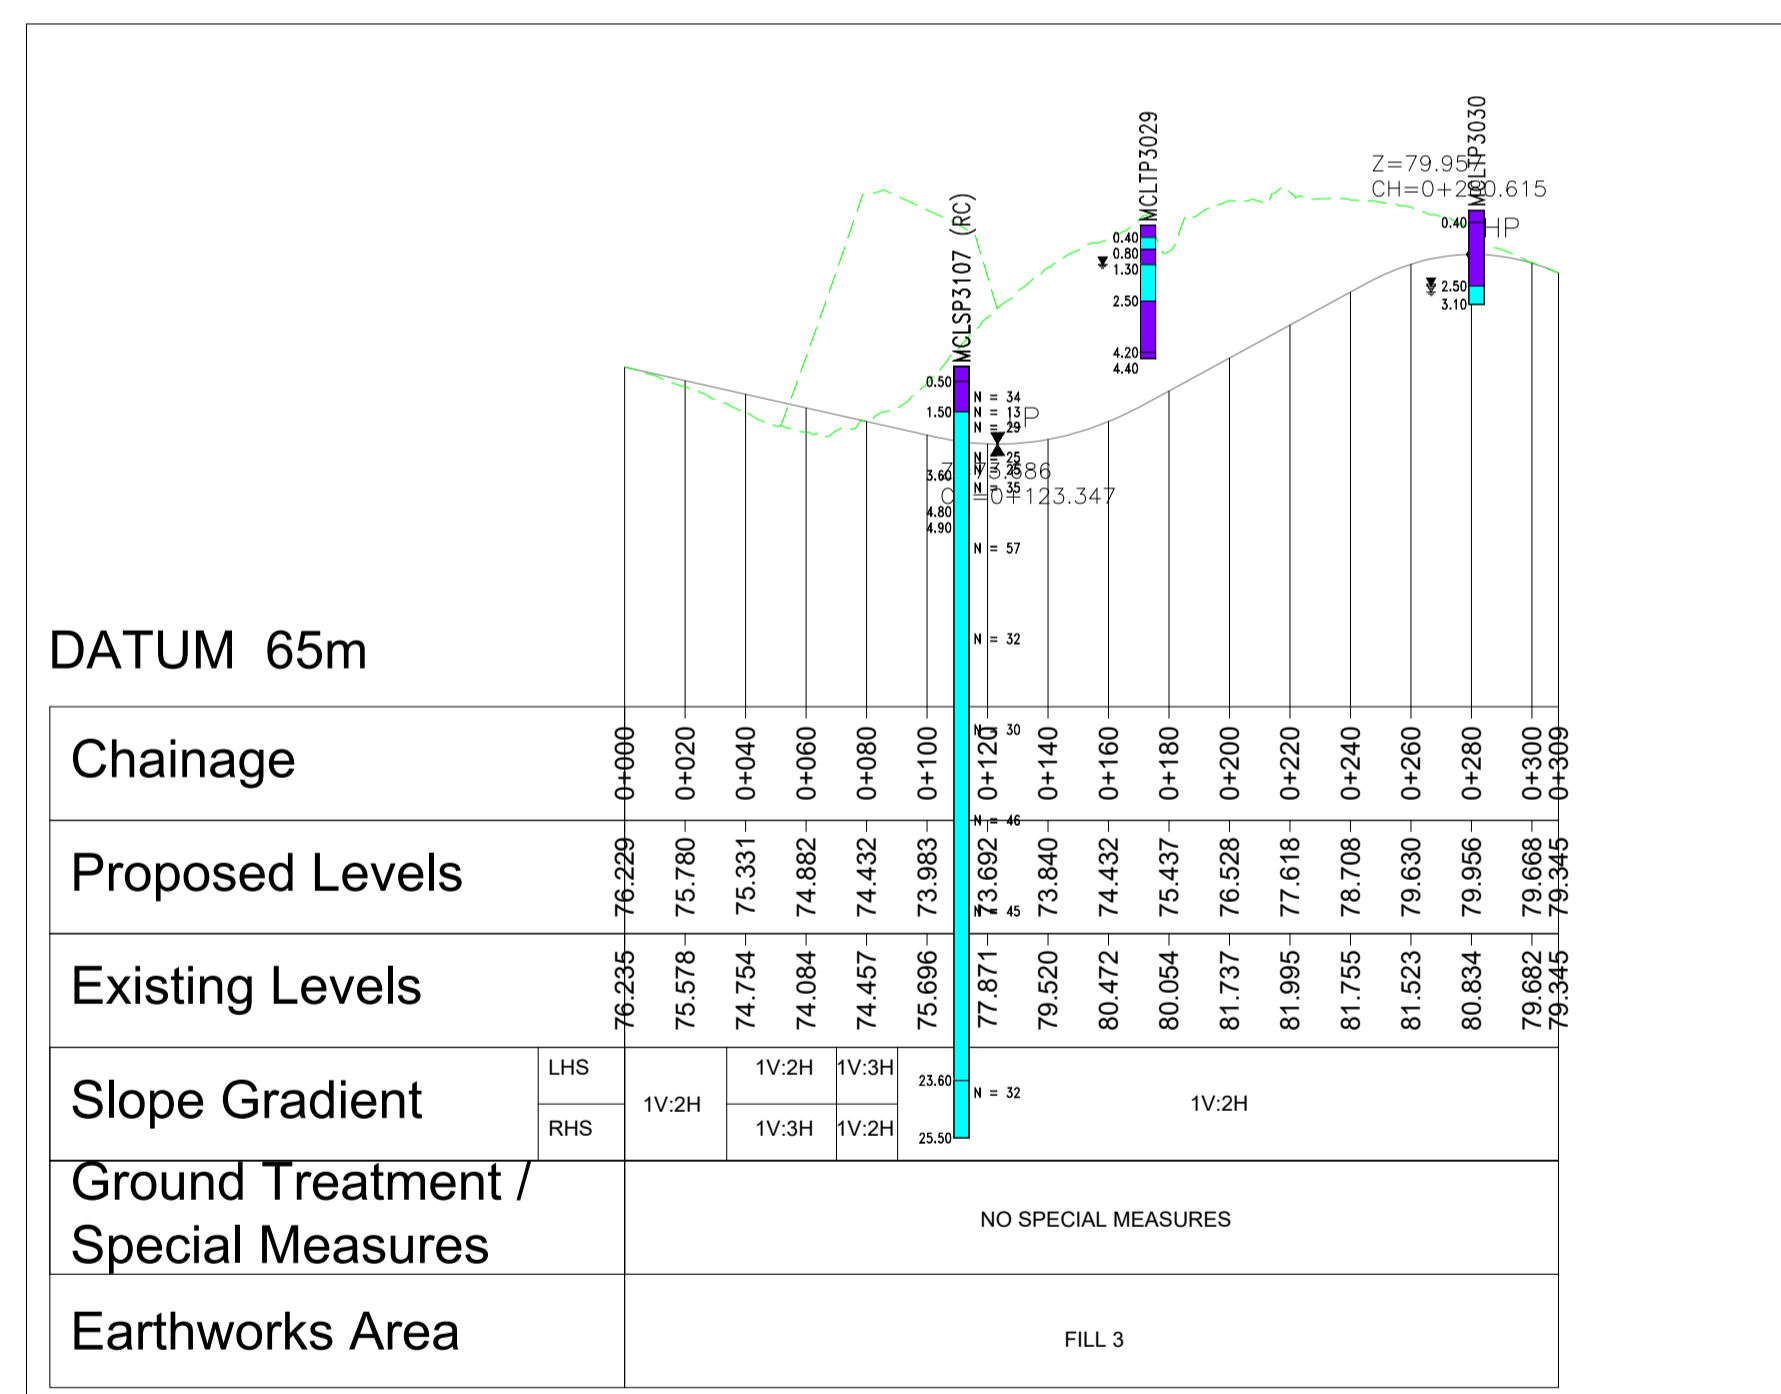 MCLTP3030
MCLTP3029
Z=79.957
CH=0+280.615
HP
MCLSP3107 (RC)
0.40
0.80
1.30
2.50
4.20
4.40
0.40
2.50
3.10
0.50
1.50
3.60
4.80
4.90
23.60
25.50
N = 34
N = 13
N = 29
N = 25
N = 35
N = 57
N = 32
N = 30
N = 46
N = 45
N = 32
Z=73.686
CH=0+123.347
DATUM 65m
Chainage 0+000 0+020 0+040 0+060 0+080 0+100 0+120 0+140 0+160 0+180 0+200 0+220 0+240 0+260 0+280 0+300 0+309
Proposed Levels 76.229 75.780 75.331 74.882 74.432 73.983 73.692 73.840 74.432 75.437 76.528 77.618 78.708 79.630 79.956 79.668 79.345
Existing Levels 76.235 75.578 74.754 74.084 74.457 75.696 77.871 79.520 80.472 80.054 81.737 81.995 81.755 81.523 80.834 79.682 79.345
Slope Gradient
LHS 1V:2H 1V:3H
1V:2H 1V:2H
RHS 1V:3H 1V:2H
Ground Treatment /
Special Measures
NO SPECIAL MEASURES
Earthworks Area
FILL 3